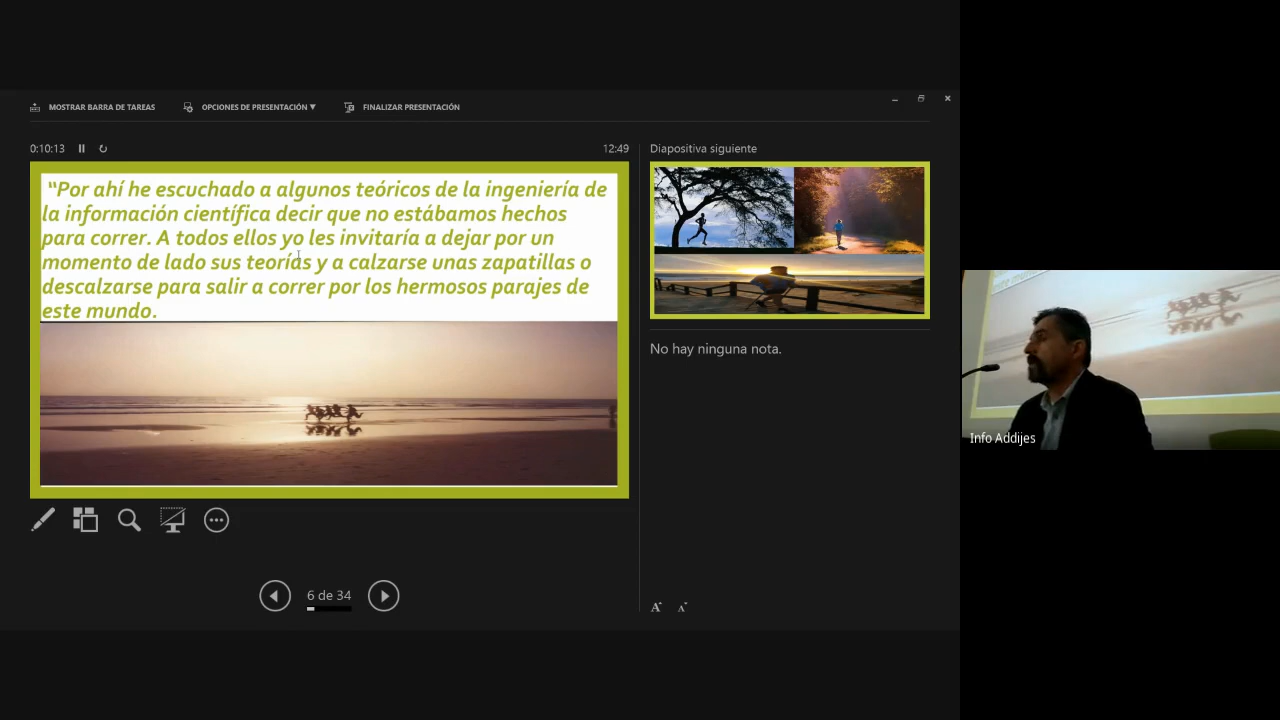 MOSTRAR BARRA DE TAREAS
OPCIONES DE PRESENTACIÓN ▼
FINALIZAR PRESENTACIÓN
0:10:13
12:49
Diapositiva siguiente
“Por ahí he escuchado a algunos teóricos de la ingeniería de
la información científica decir que no estábamos hechos
para correr. A todos ellos yo les invitaría a dejar por un
momento de lado sus teorías y a calzarse unas zapatillas o
descalzarse para salir a correr por los hermosos parajes de
este mundo.
No hay ninguna nota.
6 de 34
A A
Info Addijes